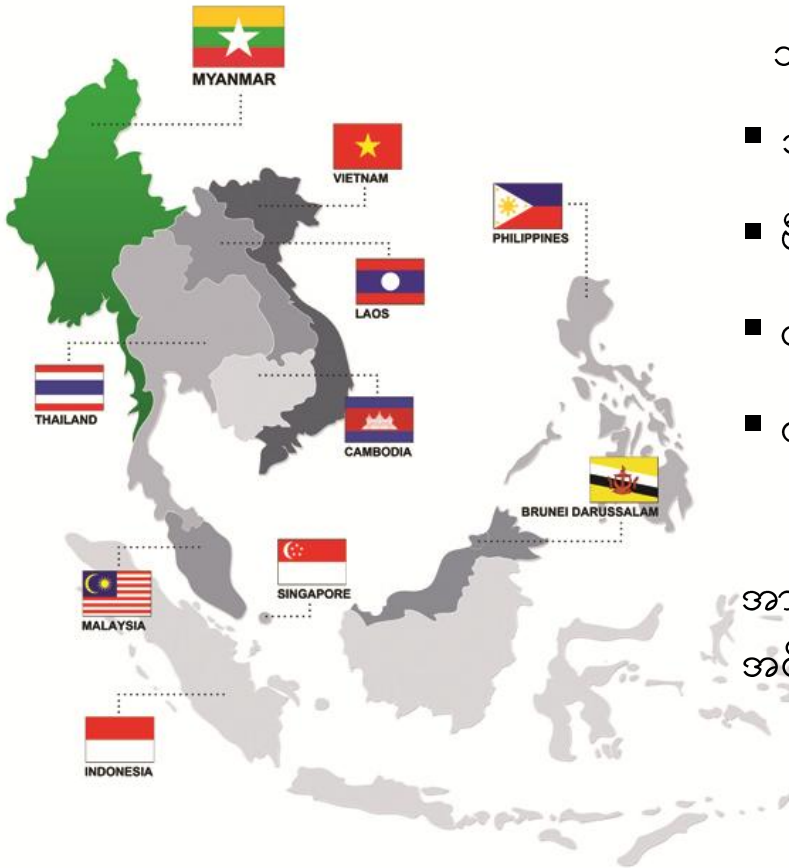 MYANMAR
VIETNAM
PHILIPPINES
LAOS
THAILAND
CAMBODIA
BRUNEI DARUSSALAM
SINGAPORE
MALAYSIA
INDONESIA